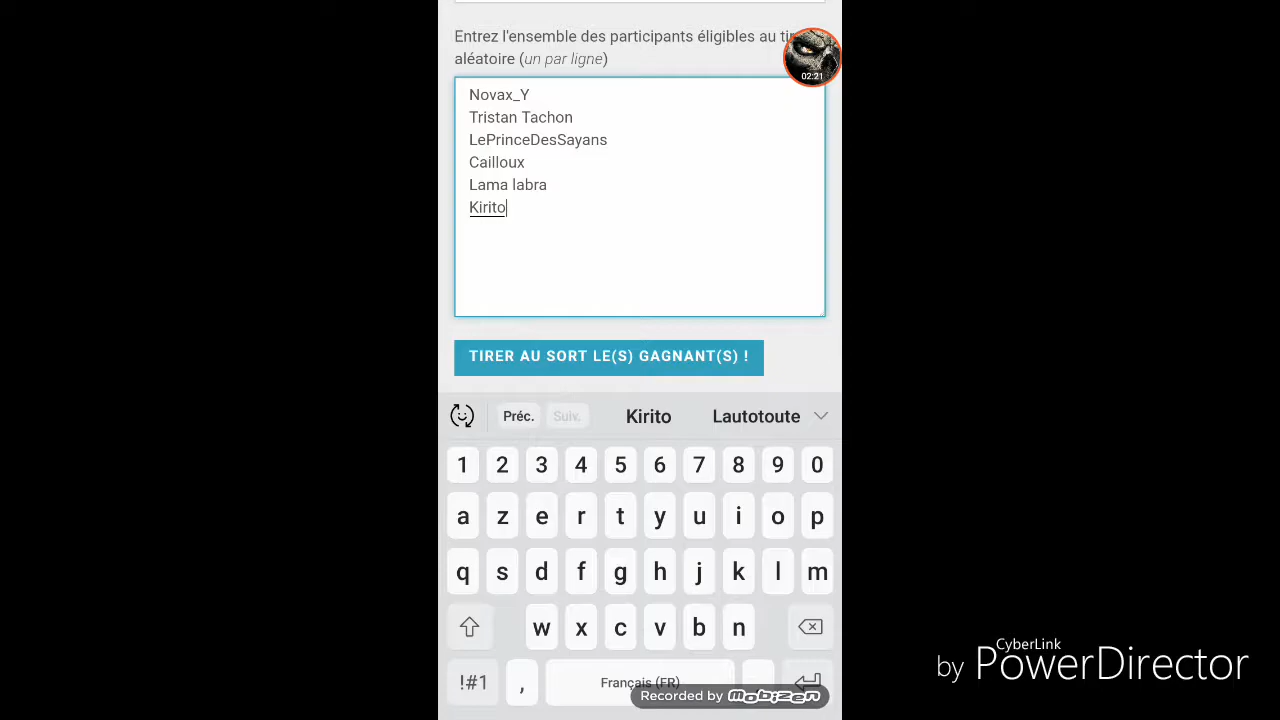 Entrez l'ensemble des participants éligibles au
aléatoire (un par ligne)
02:21
Novax_Y
Tristan Tachon
LePrinceDesSayans
Cailloux
Lama labra
Kirito
TIRER AU SORT LE(S) GAGNANT(S) !
Préc. Suiv. Kirito Lautotoute
1 2 3 4 5 6 7 8 9 0
a z e r t y u i o p
q s d f g h j k l m
w x c v b n
!#1 , Français (FR)
Recorded by mobizen
by CyberLink PowerDirector